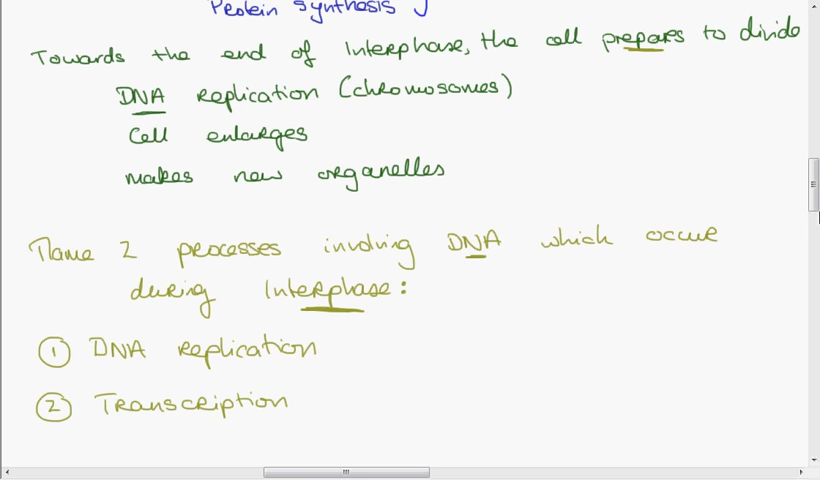 Protein Synthesis
Towards the end of Interphase, the cell prepares to divide
DNA Replication (chromosomes)
Cell enlarges
makes new organelles
Name 2 processes involving DNA which occur
during Interphase:
1 DNA Replication
2 Transcription